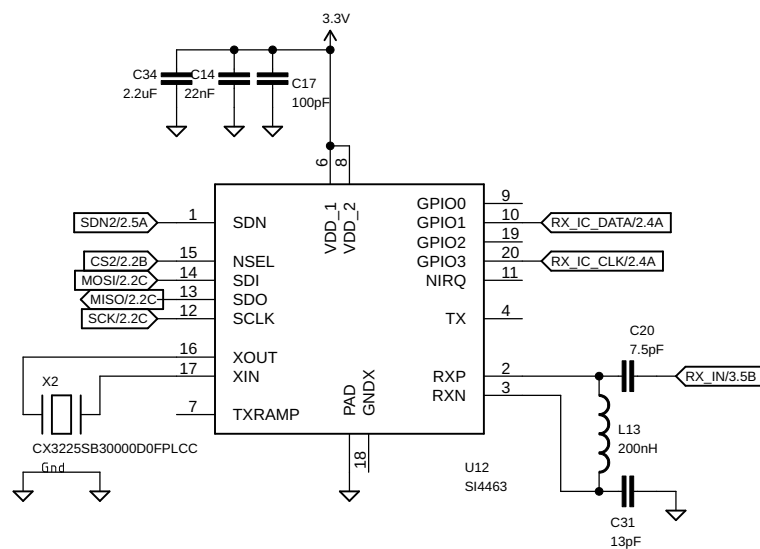 3.3V
C34
2.2uF
C14
22nF
C17
100pF
6
8
VDD_1
VDD_2
SDN2/2.5A
1
SDN
CS2/2.2B
15
NSEL
MOSI/2.2C
14
SDI
MISO/2.2C
13
SDO
SCK/2.2C
12
SCLK
16
XOUT
17
XIN
7
TXRAMP
X2
CX3225SB30000D0FPLCC
Gnd
GPIO0
9
GPIO1
10
RX_IC_DATA/2.4A
GPIO2
19
GPIO3
20
RX_IC_CLK/2.4A
NIRQ
11
TX
4
RXP
2
RXN
3
PAD
GNDX
18
U12
SI4463
C20
7.5pF
RX_IN/3.5B
L13
200nH
C31
13pF